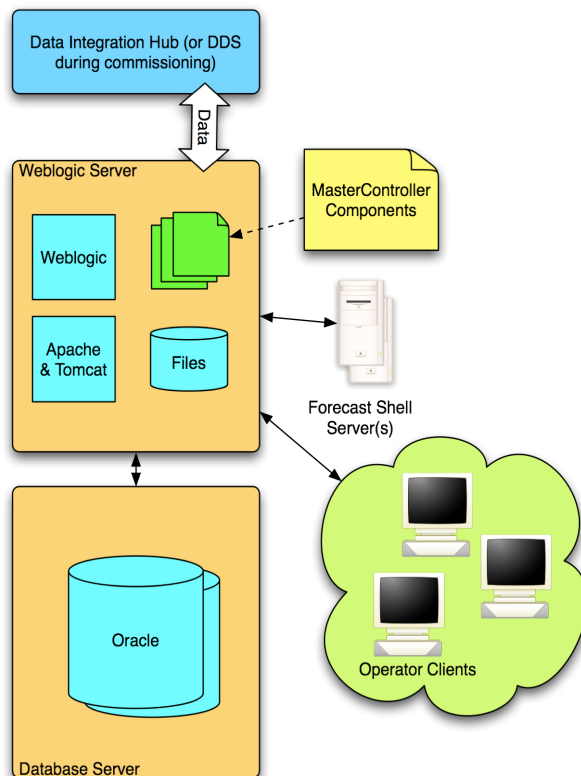 Data Integration Hub (or DDS
during commissioning)
Data
Weblogic Server
MasterController
Components
Weblogic
Apache
& Tomcat
Files
Forecast Shell
Server(s)
Oracle
Operator Clients
Database Server